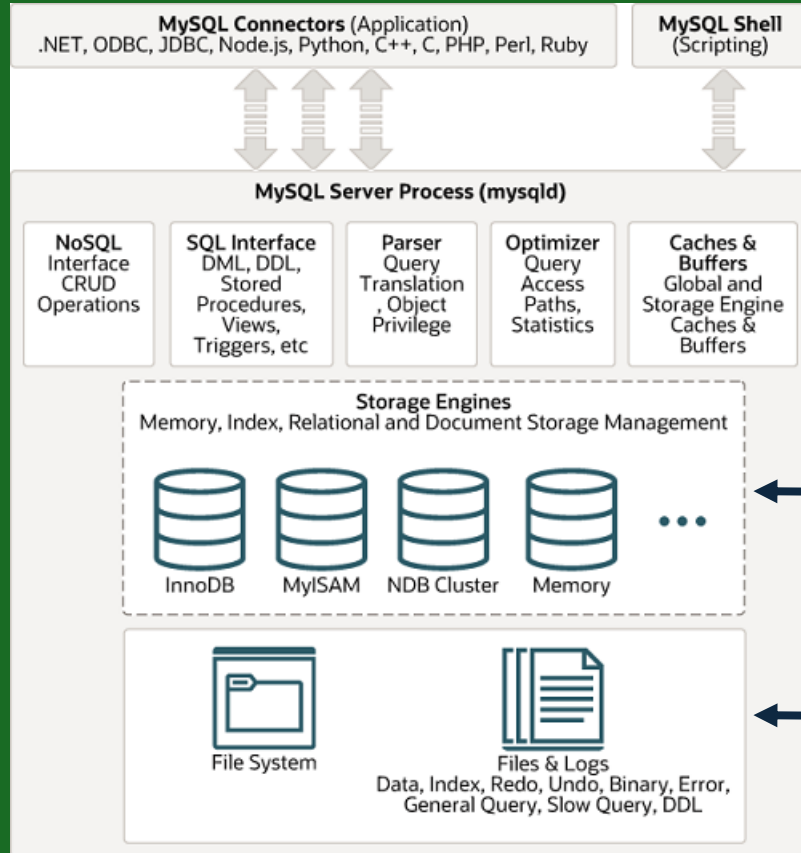 MySQL Connectors (Application)
.NET, ODBC, JDBC, Node.js, Python, C++, C, PHP, Perl, Ruby
MySQL Shell
(Scripting)
MySQL Server Process (mysqld)
NoSQL
Interface
CRUD
Operations
SQL Interface
DML, DDL,
Stored
Procedures,
Views,
Triggers, etc
Parser
Query
Translation
, Object
Privilege
Optimizer
Query
Access
Paths,
Statistics
Caches &
Buffers
Global and
Storage Engine
Caches &
Buffers
Storage Engines
Memory, Index, Relational and Document Storage Management
InnoDB
MyISAM
NDB Cluster
Memory
File System
Files & Logs
Data, Index, Redo, Undo, Binary, Error,
General Query, Slow Query, DDL